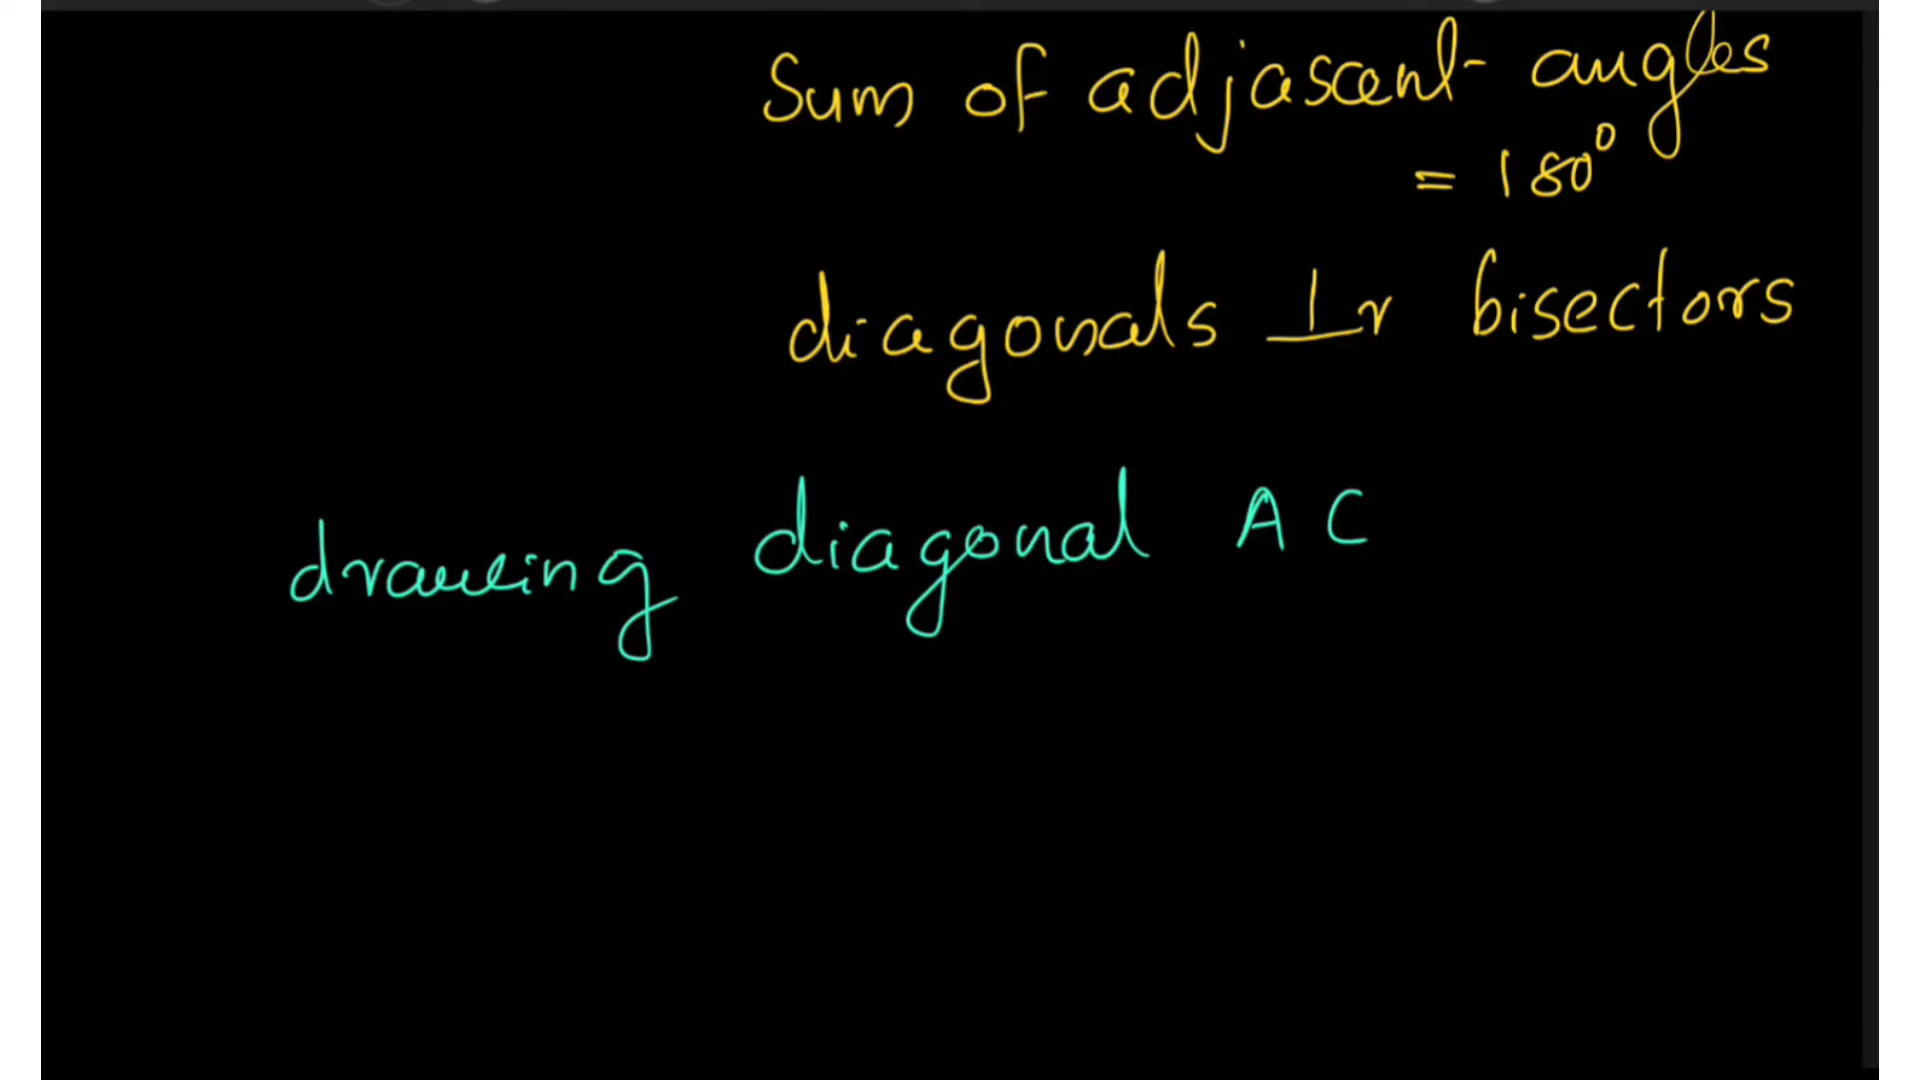 Sum of adjascent angles
= 180°
diagonals ⊥r bisectors
drawing diagonal AC